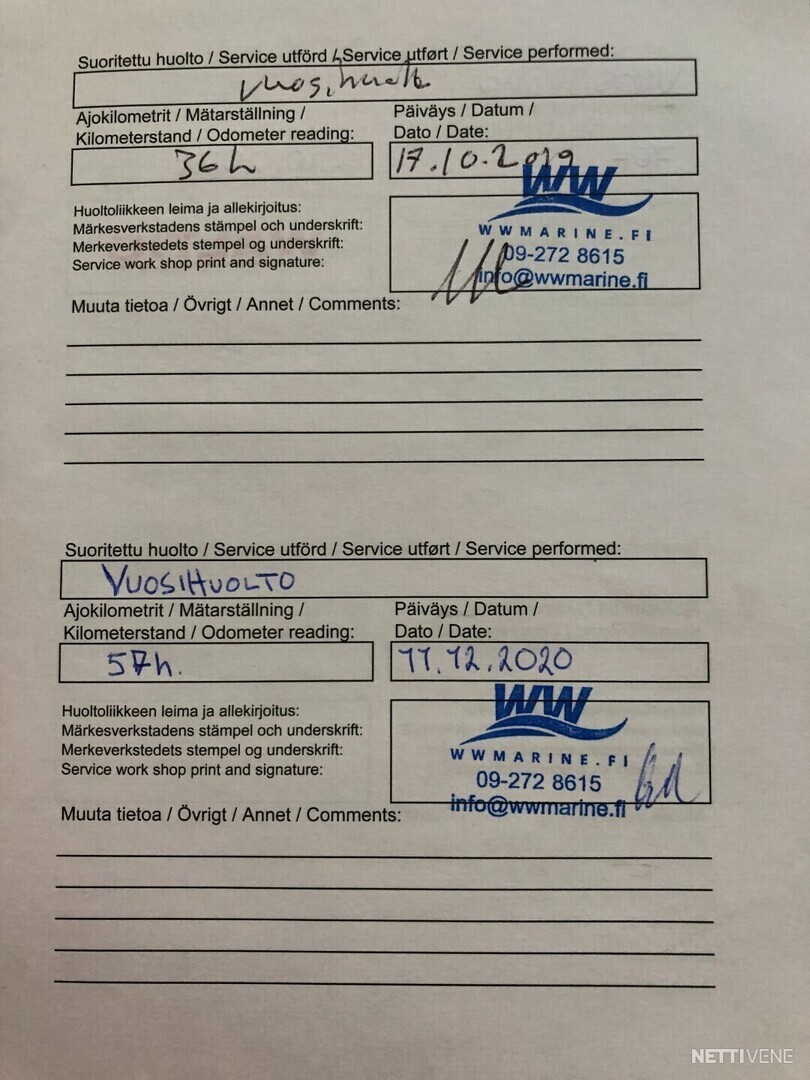 Suoritettu huolto / Service utförd / Service utført / Service performed:
Vuosihuolto
Ajokilometrit / Mätarställning /
Kilometerstand / Odometer reading:
Päiväys / Datum /
Dato / Date:
36h
17.10.2019
Huoltoliikkeen leima ja allekirjoitus:
Märkesverkstadens stämpel och underskrift:
Merkeverkstedets stempel og underskrift:
Service work shop print and signature:
WW
WWMARINE.FI
09-272 8615
info@wwmarine.fi
Muuta tietoa / Övrigt / Annet / Comments:
Suoritettu huolto / Service utförd / Service utført / Service performed:
VUOSIHUOLTO
Ajokilometrit / Mätarställning /
Kilometerstand / Odometer reading:
Päiväys / Datum /
Dato / Date:
57h.
11.12.2020
Huoltoliikkeen leima ja allekirjoitus:
Märkesverkstadens stämpel och underskrift:
Merkeverkstedets stempel og underskrift:
Service work shop print and signature:
WW
WWMARINE.FI
09-272 8615
info@wwmarine.fi
Muuta tietoa / Övrigt / Annet / Comments:
NETTIVENE